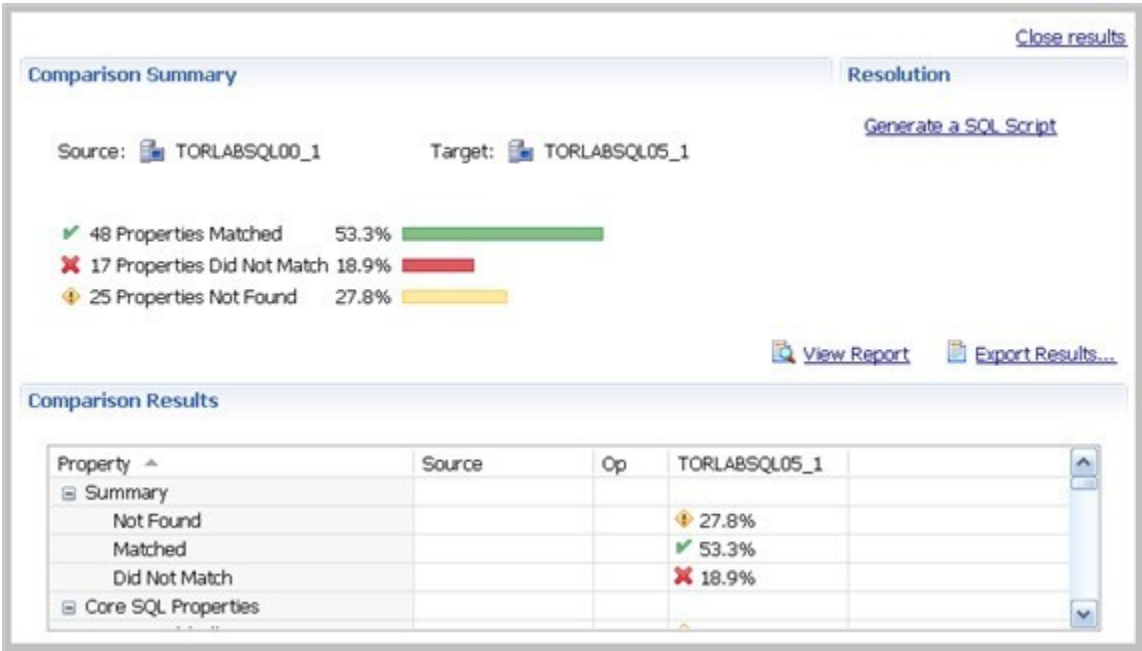 Close results
Comparison Summary
Resolution
Generate a SQL Script
Source: TORLABSQL00_1 Target: TORLABSQL05_1
48 Properties Matched 53.3%
17 Properties Did Not Match 18.9%
25 Properties Not Found 27.8%
View Report Export Results...
Comparison Results
Property Source Op TORLABSQL05_1
Summary
Not Found 27.8%
Matched 53.3%
Did Not Match 18.9%
Core SQL Properties